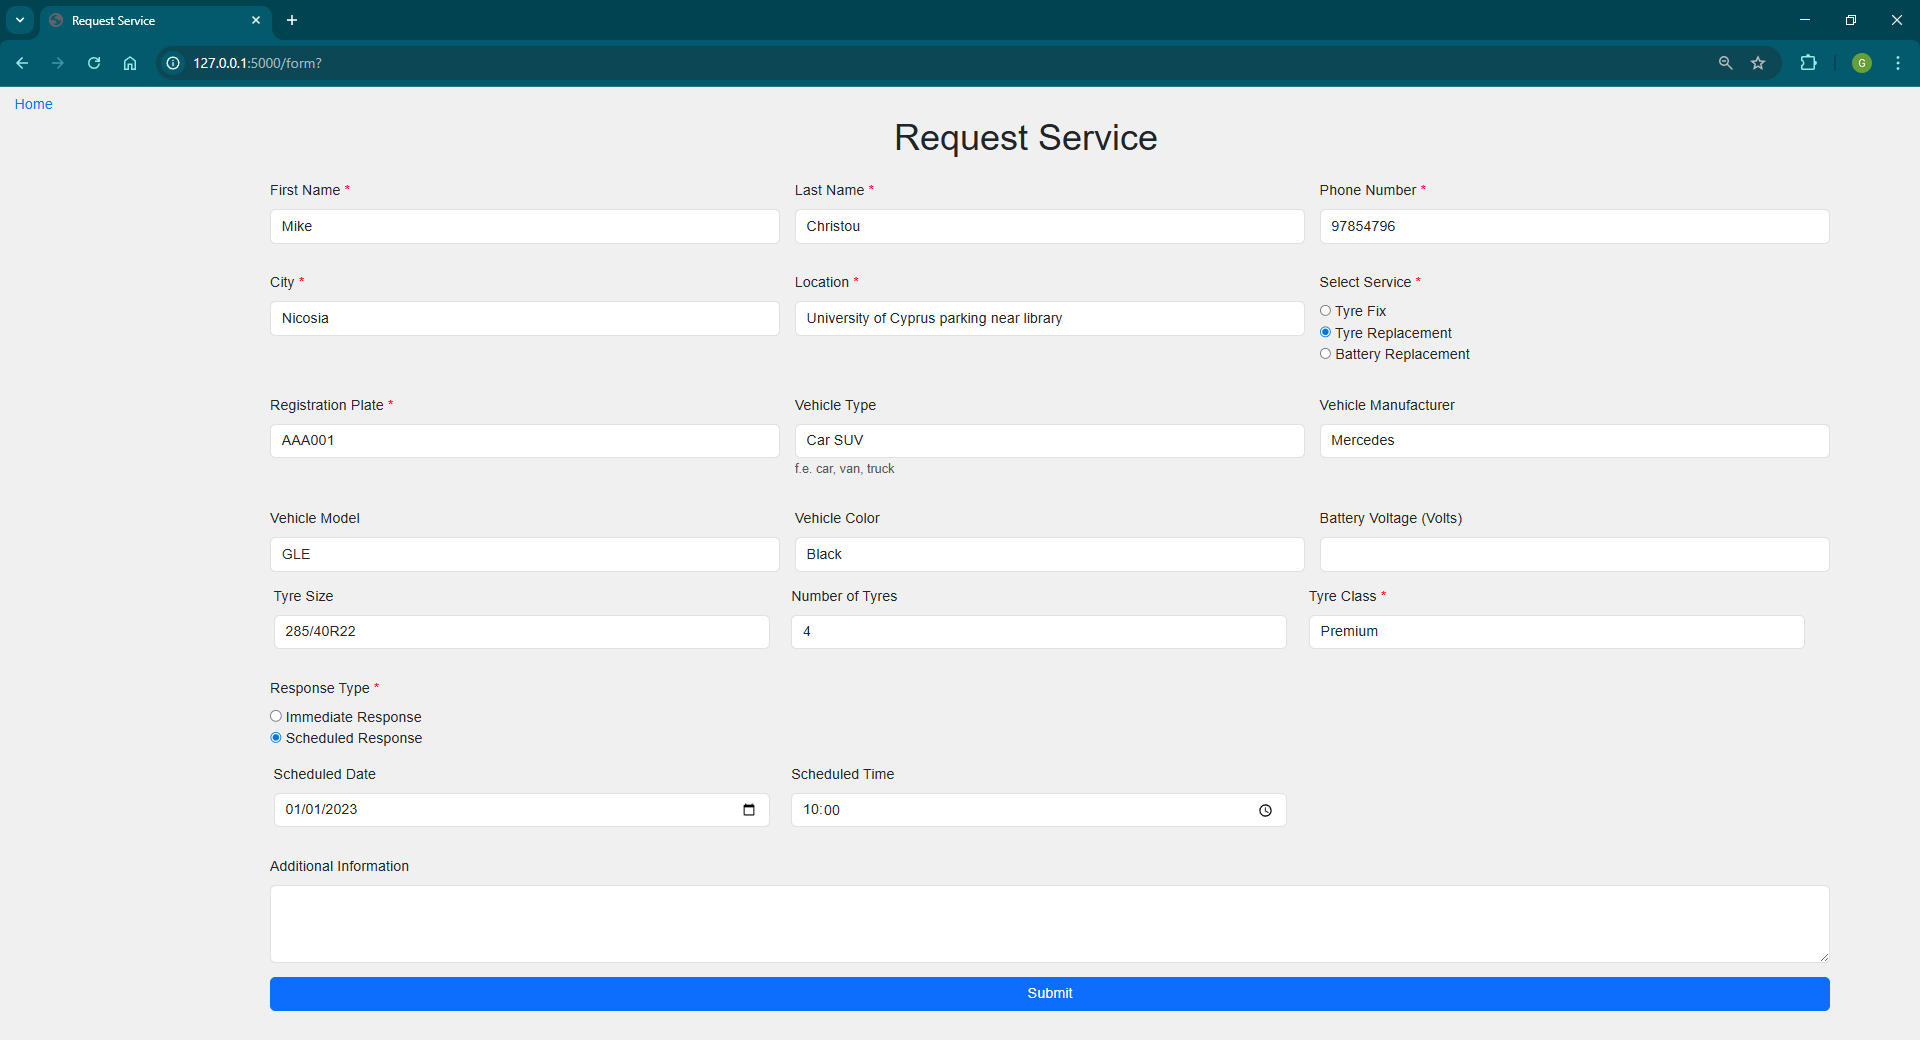 Request Service
127.0.0.1:5000/form?
G
Home
Request Service
First Name * Last Name * Phone Number *
Mike Christou 97854796
City * Location * Select Service *
Nicosia University of Cyprus parking near library
Tyre Fix
Tyre Replacement
Battery Replacement
Registration Plate * Vehicle Type Vehicle Manufacturer
AAA001 Car SUV Mercedes
f.e. car, van, truck
Vehicle Model Vehicle Color Battery Voltage (Volts)
GLE Black
Tyre Size Number of Tyres Tyre Class *
285/40R22 4 Premium
Response Type *
Immediate Response
Scheduled Response
Scheduled Date Scheduled Time
01/01/2023 10:00
Additional Information
Submit